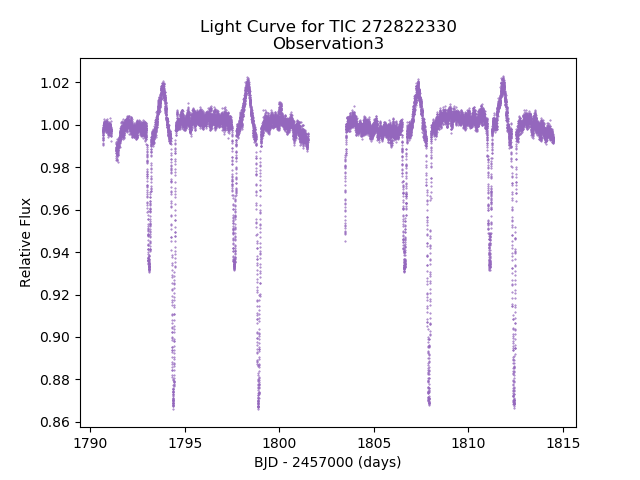 Light Curve for TIC 272822330
Observation3
1.02
1.00
0.98
0.96
0.94
0.92
0.90
0.88
0.86
Relative Flux
1790 1795 1800 1805 1810 1815
BJD - 2457000 (days)